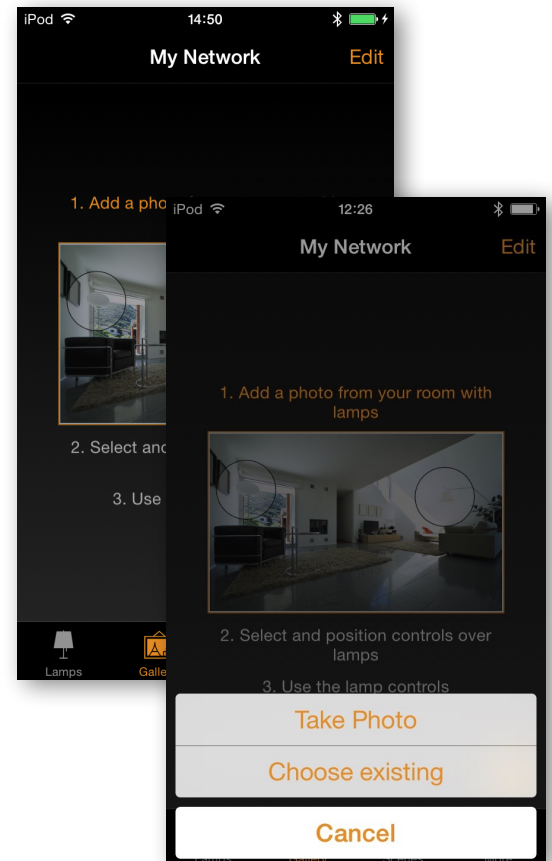 iPod 14:50
My Network Edit
1. Add a pho
2. Select and
3. Use
Lamps Galle
iPod 12:26
My Network Edit
1. Add a photo from your room with
lamps
2. Select and position controls over
lamps
3. Use the lamp controls
Take Photo
Choose existing
Cancel